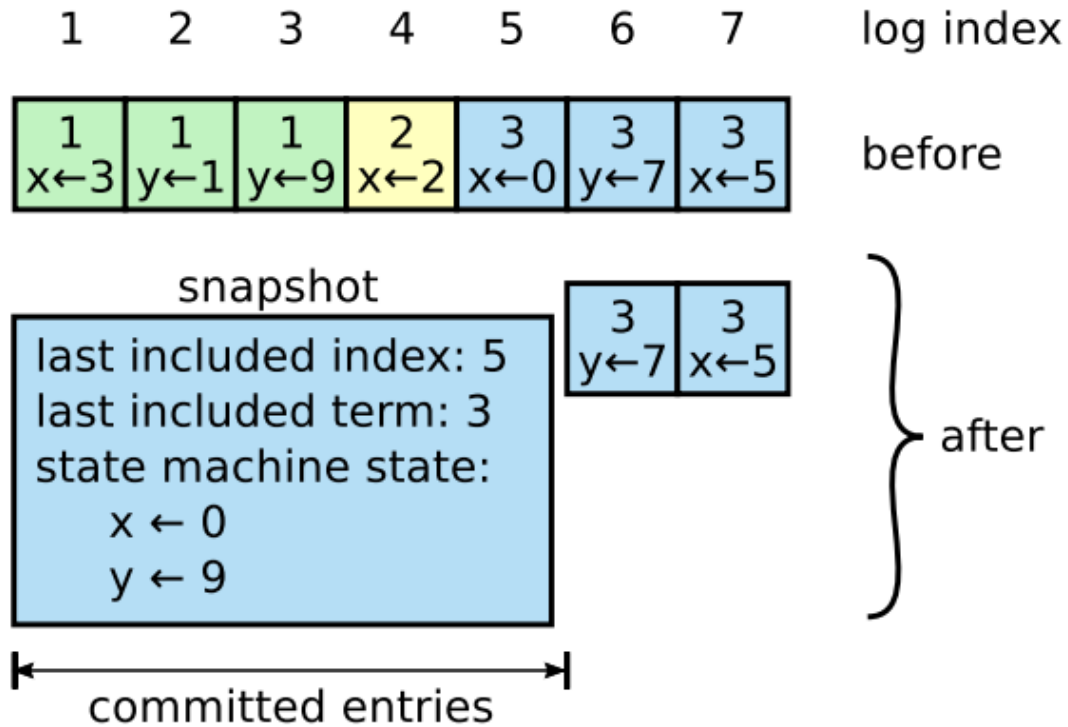 1 2 3 4 5 6 7 log index
1 1 1 2 3 3 3
x←3 y←1 y←9 x←2 x←0 y←7 x←5
before
snapshot
3 3
y←7 x←5
last included index: 5
last included term: 3
state machine state:
x ← 0
y ← 9
after
committed entries